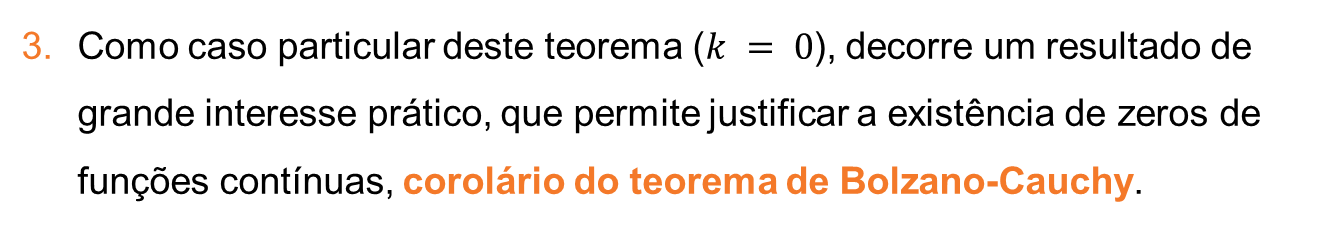 3. Como caso particular deste teorema (k = 0), decorre um resultado de
grande interesse prático, que permite justificar a existência de zeros de
funções contínuas, corolário do teorema de Bolzano-Cauchy.